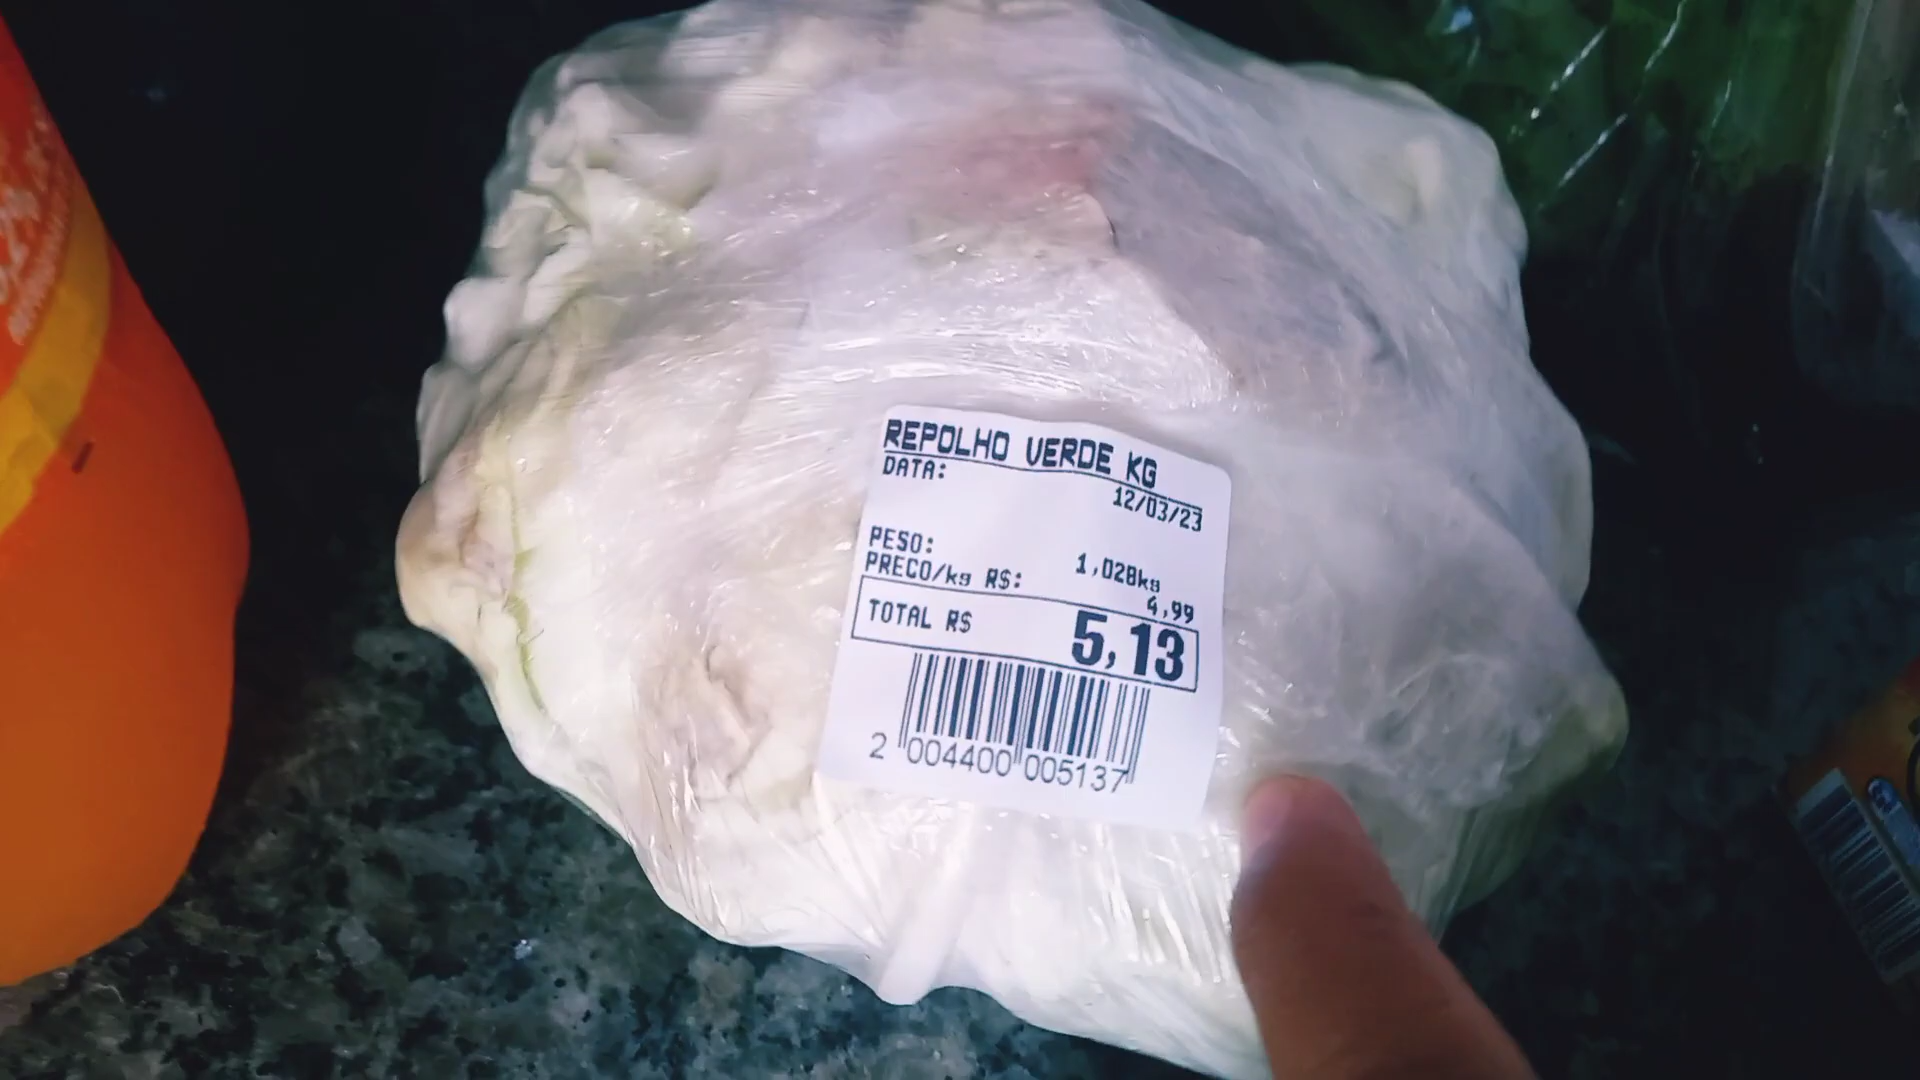 REPOLHO VERDE KG
DATA:
12/03/23
PESO: 1,028kg
PRECO/kg R$: 4,99
TOTAL R$ 5,13
2 004400 005137